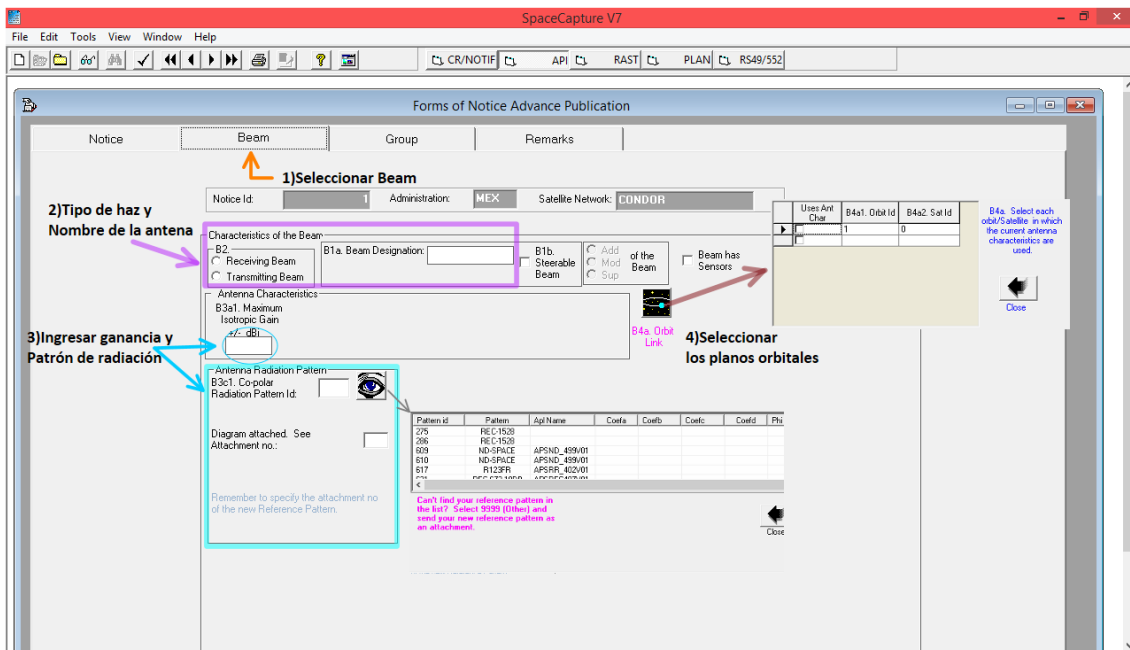 SpaceCapture V7
File Edit Tools View Window Help
CR/NOTIF API RAST PLAN RS49/552
Forms of Notice Advance Publication
Notice Beam Group Remarks
1)Seleccionar Beam
Notice Id: 1 Administration: MEX Satellite Network: CONDOR
2)Tipo de haz y
Nombre de la antena
Characteristics of the Beam
B2.
Receiving Beam
Transmitting Beam
B1a. Beam Designation:
B1b.
Steerable
Beam
Add
Mod
Sup
of the
Beam
Beam has
Sensors
Uses Ant
Char
B4a1. Orbit Id
B4a2. Sat Id
1 0
B4a. Select each
orbit/Satellite in which
the current antenna
characteristics are
used.
Close
Antenna Characteristics
B3a1. Maximum
Isotropic Gain
+/- dBi
B4a. Orbit
Link
3)Ingresar ganancia y
Patrón de radiación
4)Seleccionar
los planos orbitales
Antenna Radiation Pattern
B3c1. Co-polar
Radiation Pattern Id:
Diagram attached. See
Attachment no.:
Remember to specify the attachment no
of the new Reference Pattern.
Pattern id Pattern Apl Name Coefa Coefb Coefc Coefd Phi
275 REC-1528
286 REC-1528
609 ND-SPACE APSND_499V01
610 ND-SPACE APSND_499V01
617 R123FR APSRR_402V01
Can't find your reference pattern in
the list? Select 9999 (Other) and
send your new reference pattern as
an attachment.
Close